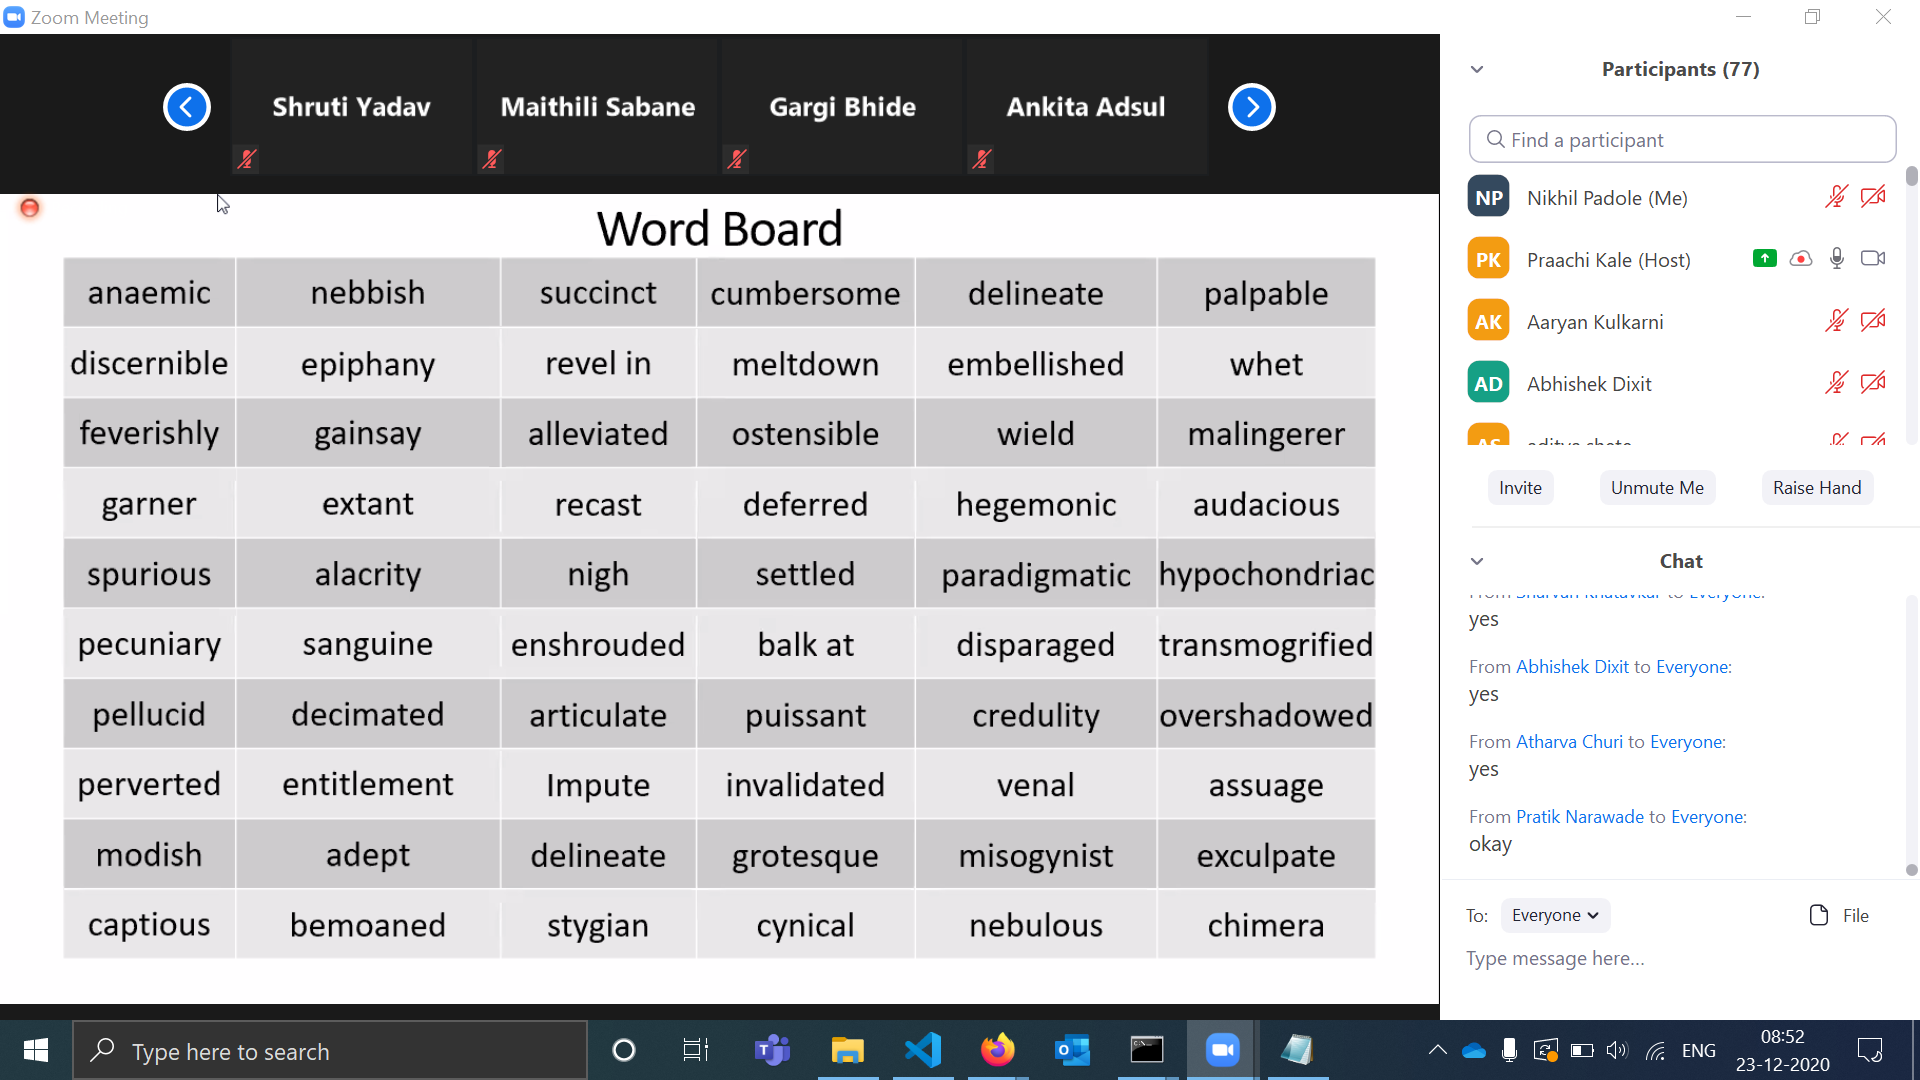 Zoom Meeting
Shruti Yadav Maithili Sabane Gargi Bhide Ankita Adsul
Word Board
anaemic nebbish succinct cumbersome delineate palpable
discernible epiphany revel in meltdown embellished whet
feverishly gainsay alleviated ostensible wield malingerer
garner extant recast deferred hegemonic audacious
spurious alacrity nigh settled paradigmatic hypochondriac
pecuniary sanguine enshrouded balk at disparaged transmogrified
pellucid decimated articulate puissant credulity overshadowed
perverted entitlement Impute invalidated venal assuage
modish adept delineate grotesque misogynist exculpate
captious bemoaned stygian cynical nebulous chimera
Participants (77)
Find a participant
NP Nikhil Padole (Me)
PK Praachi Kale (Host)
AK Aaryan Kulkarni
AD Abhishek Dixit
Invite Unmute Me Raise Hand
Chat
yes
From Abhishek Dixit to Everyone:
yes
From Atharva Churi to Everyone:
yes
From Pratik Narawade to Everyone:
okay
To: Everyone File
Type message here...
Type here to search
ENG
08:52
23-12-2020